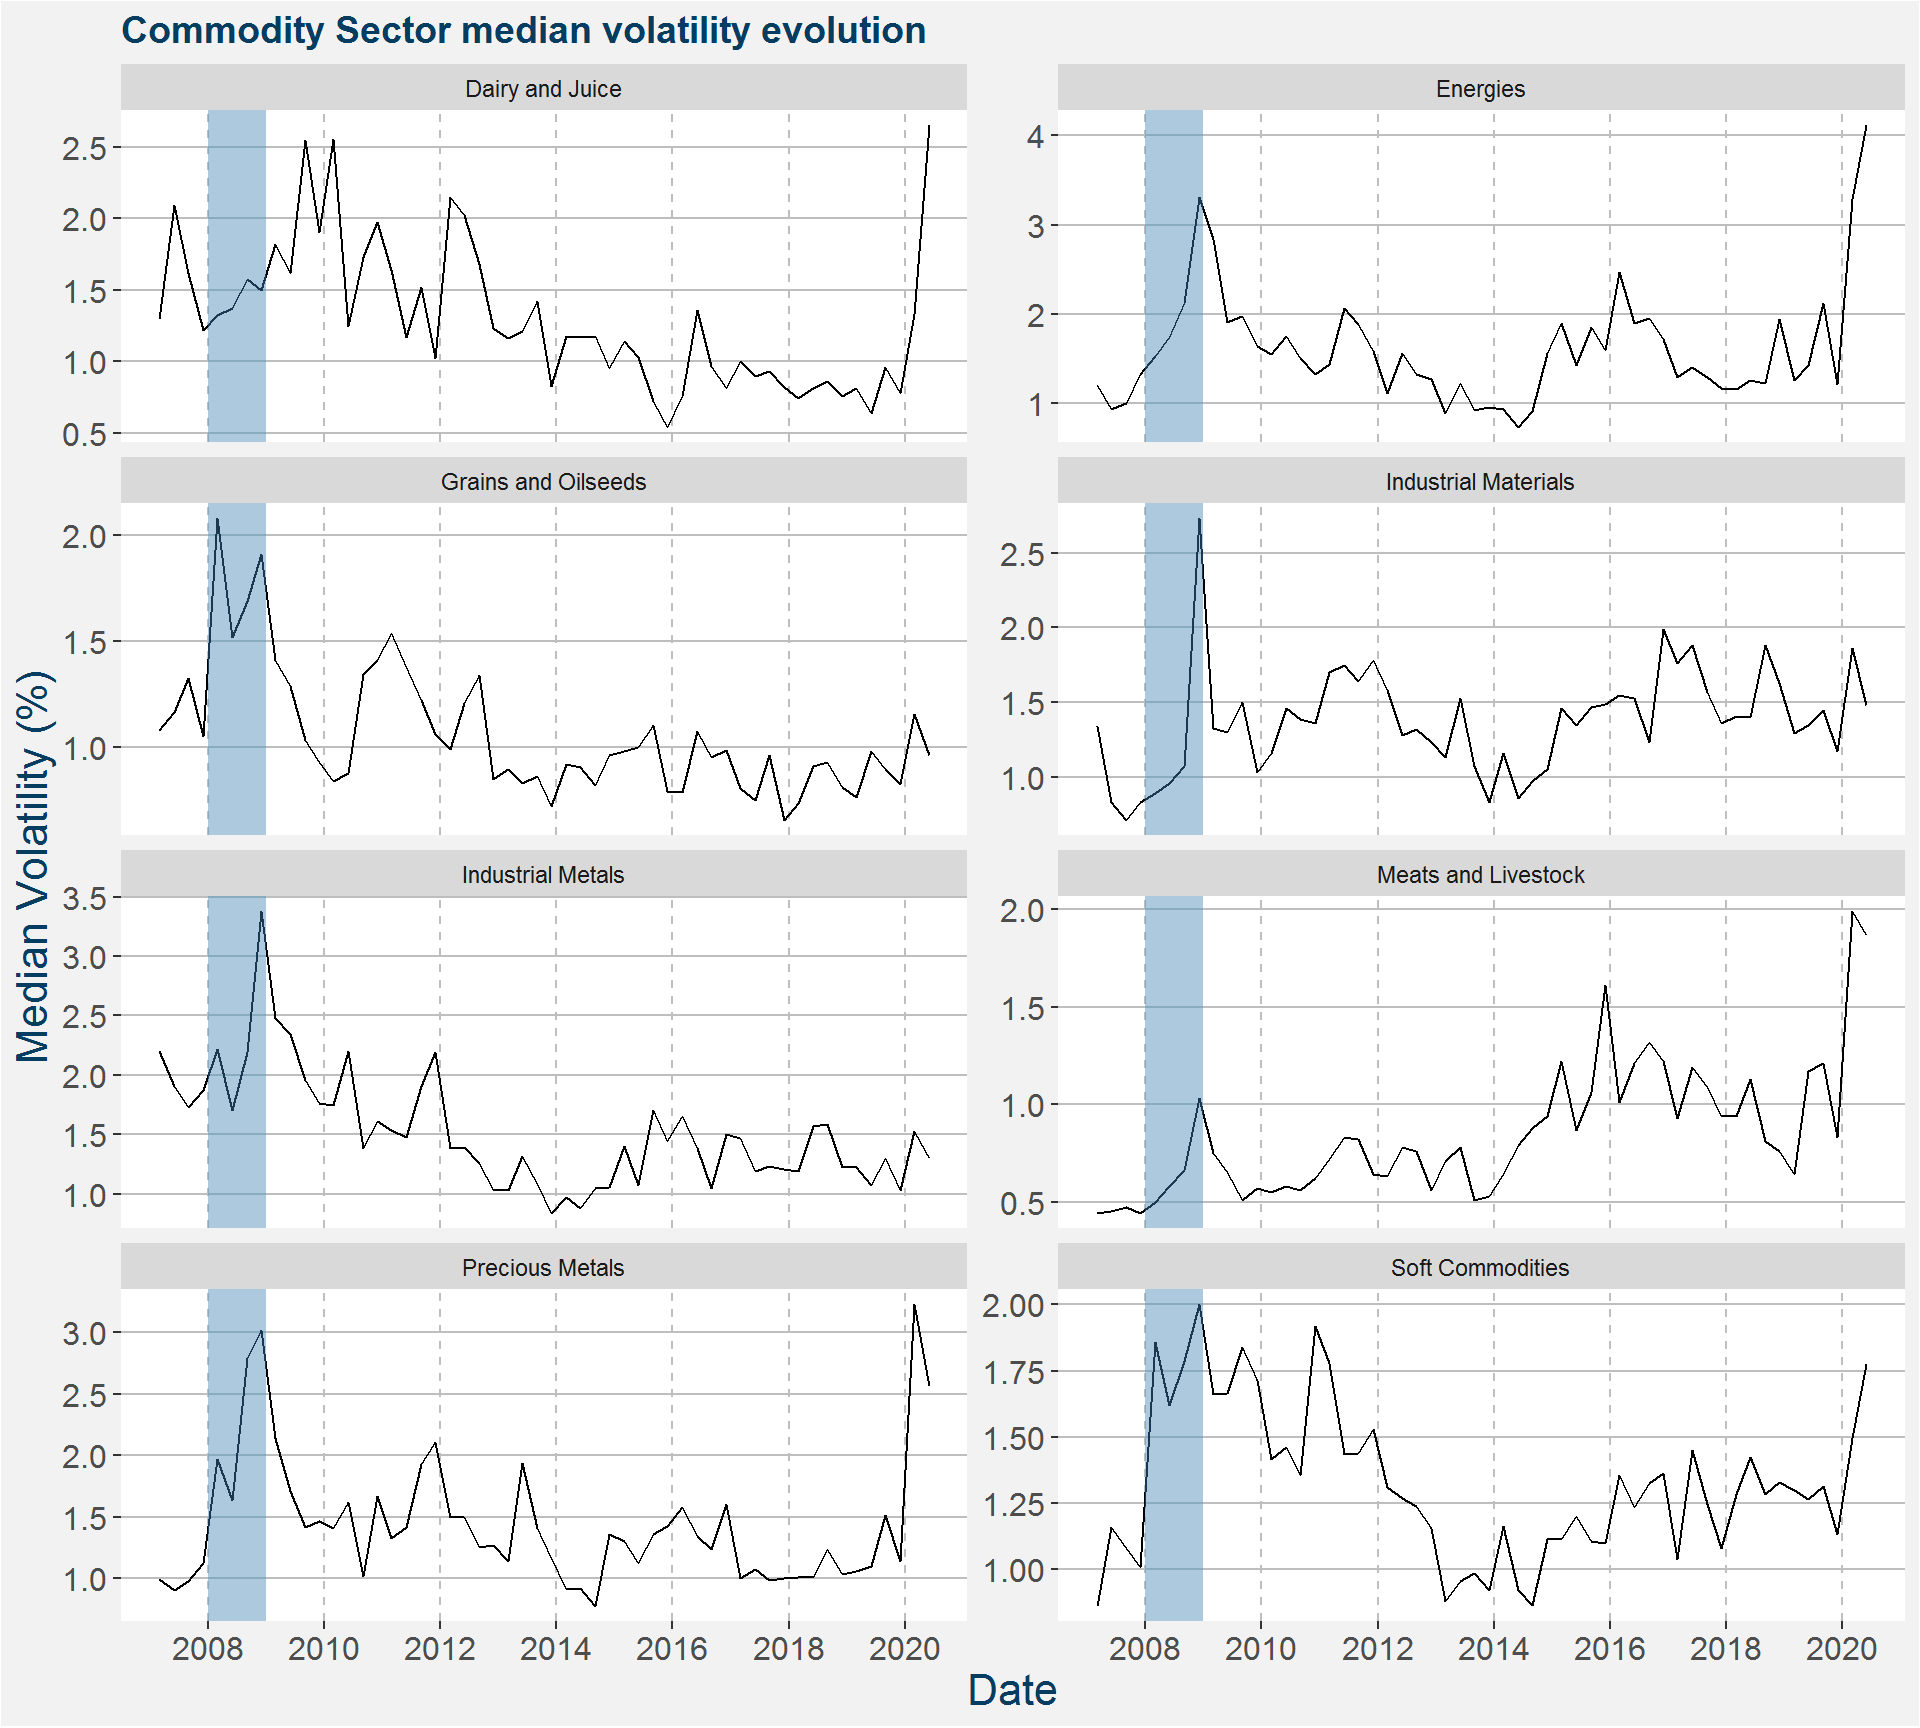 Commodity Sector median volatility evolution
Dairy and Juice
Energies
2.5
2.0
1.5
1.0
0.5
4
3
2
1
Grains and Oilseeds
Industrial Materials
2.0
1.5
1.0
2.5
2.0
1.5
1.0
Median Volatility (%)
Industrial Metals
Meats and Livestock
3.5
3.0
2.5
2.0
1.5
1.0
2.0
1.5
1.0
0.5
Precious Metals
Soft Commodities
3.0
2.5
2.0
1.5
1.0
2.00
1.75
1.50
1.25
1.00
2008 2010 2012 2014 2016 2018 2020
2008 2010 2012 2014 2016 2018 2020
Date